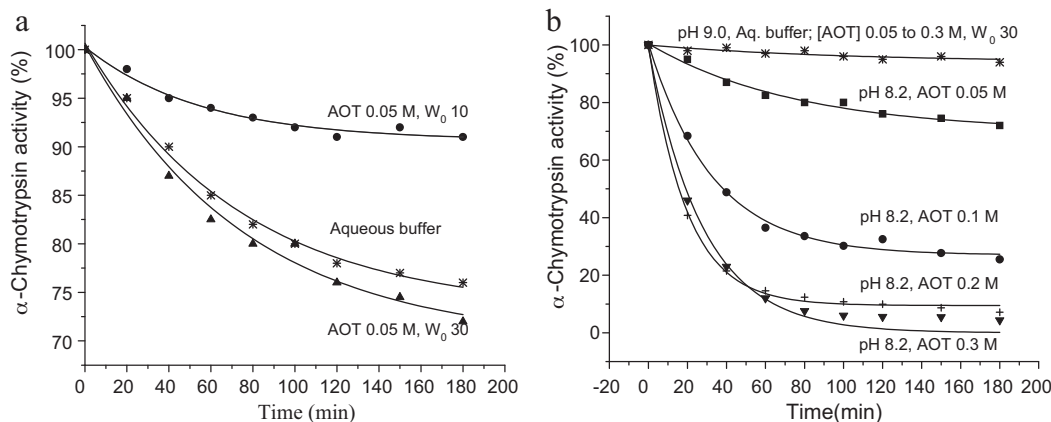 a
α-Chymotrypsin activity (%)
100
95
90
85
80
75
70
AOT 0.05 M, W0 10
Aqueous buffer
AOT 0.05 M, W0 30
0 20 40 60 80 100 120 140 160 180 200
Time (min)
b
α-Chymotrypsin activity (%)
100
80
60
40
20
0
pH 9.0, Aq. buffer; [AOT] 0.05 to 0.3 M, W0 30
pH 8.2, AOT 0.05 M
pH 8.2, AOT 0.1 M
pH 8.2, AOT 0.2 M
pH 8.2, AOT 0.3 M
-20 0 20 40 60 80 100 120 140 160 180 200
Time(min)